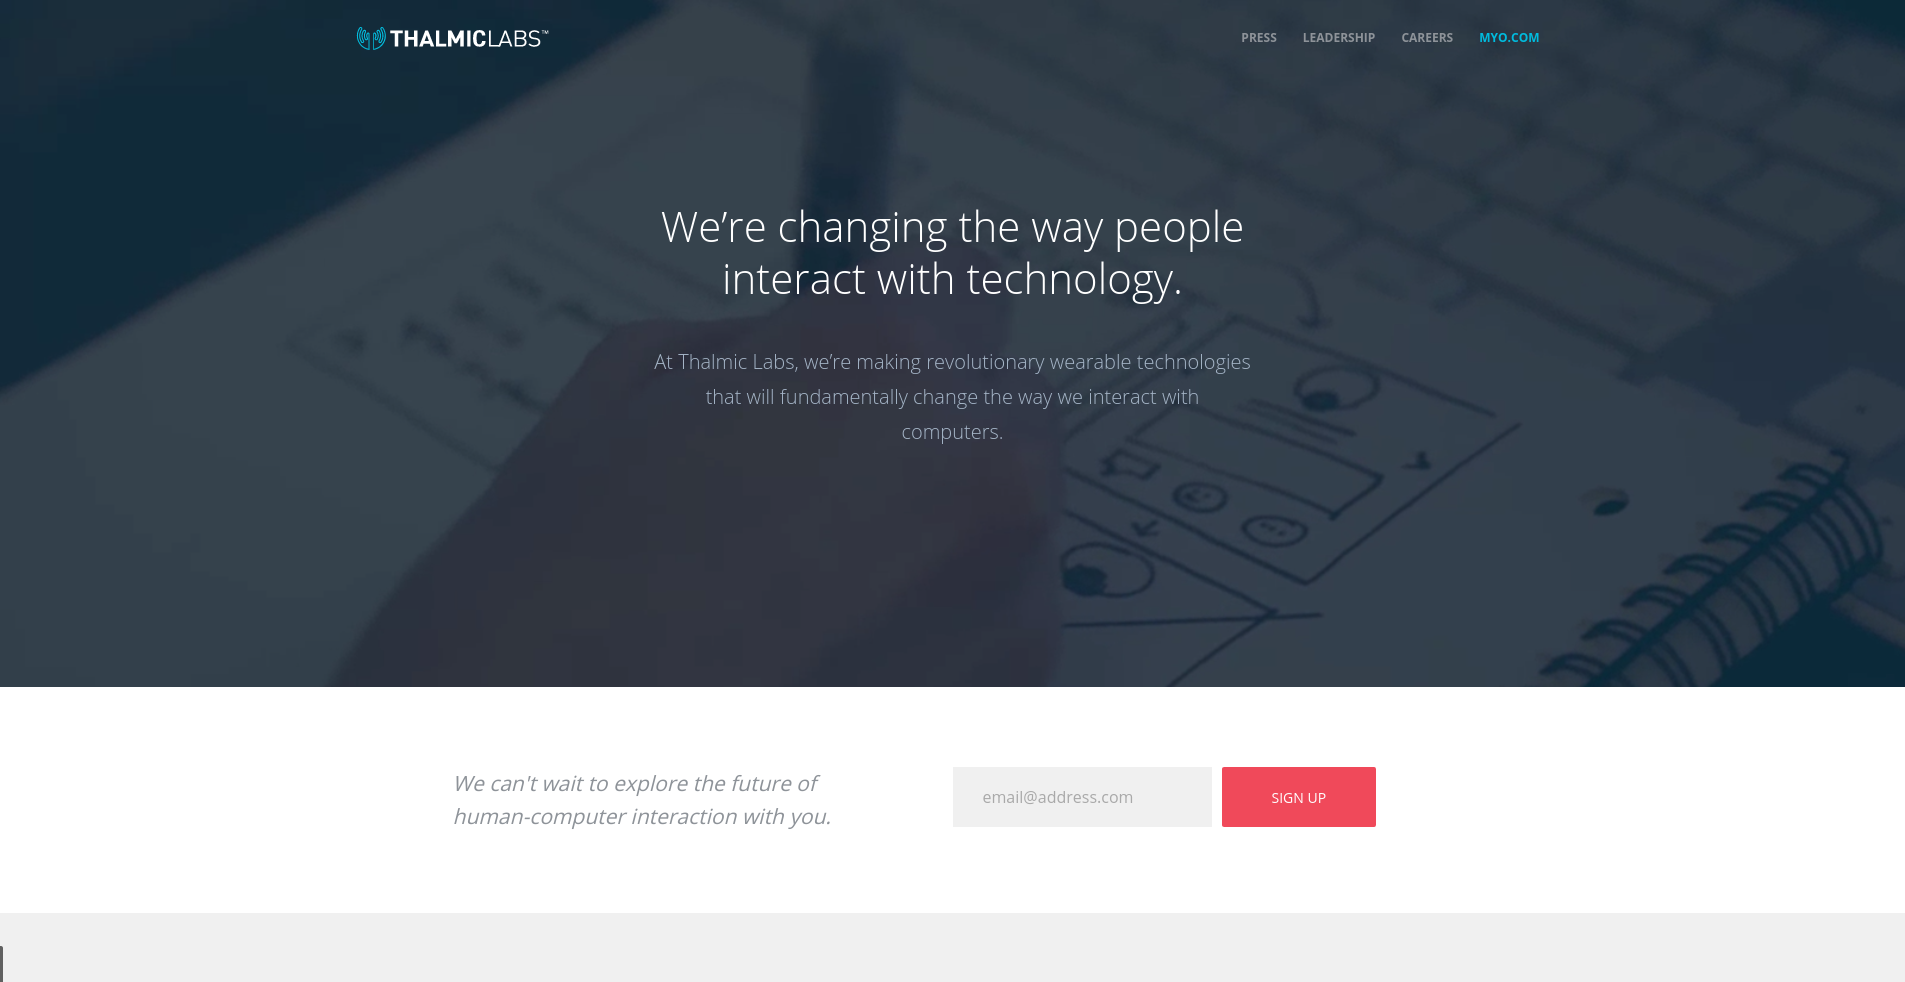 THALMICLABS™
PRESS LEADERSHIP CAREERS MYO.COM
We’re changing the way people
interact with technology.
At Thalmic Labs, we’re making revolutionary wearable technologies
that will fundamentally change the way we interact with
computers.
We can't wait to explore the future of
human-computer interaction with you.
email@address.com
SIGN UP